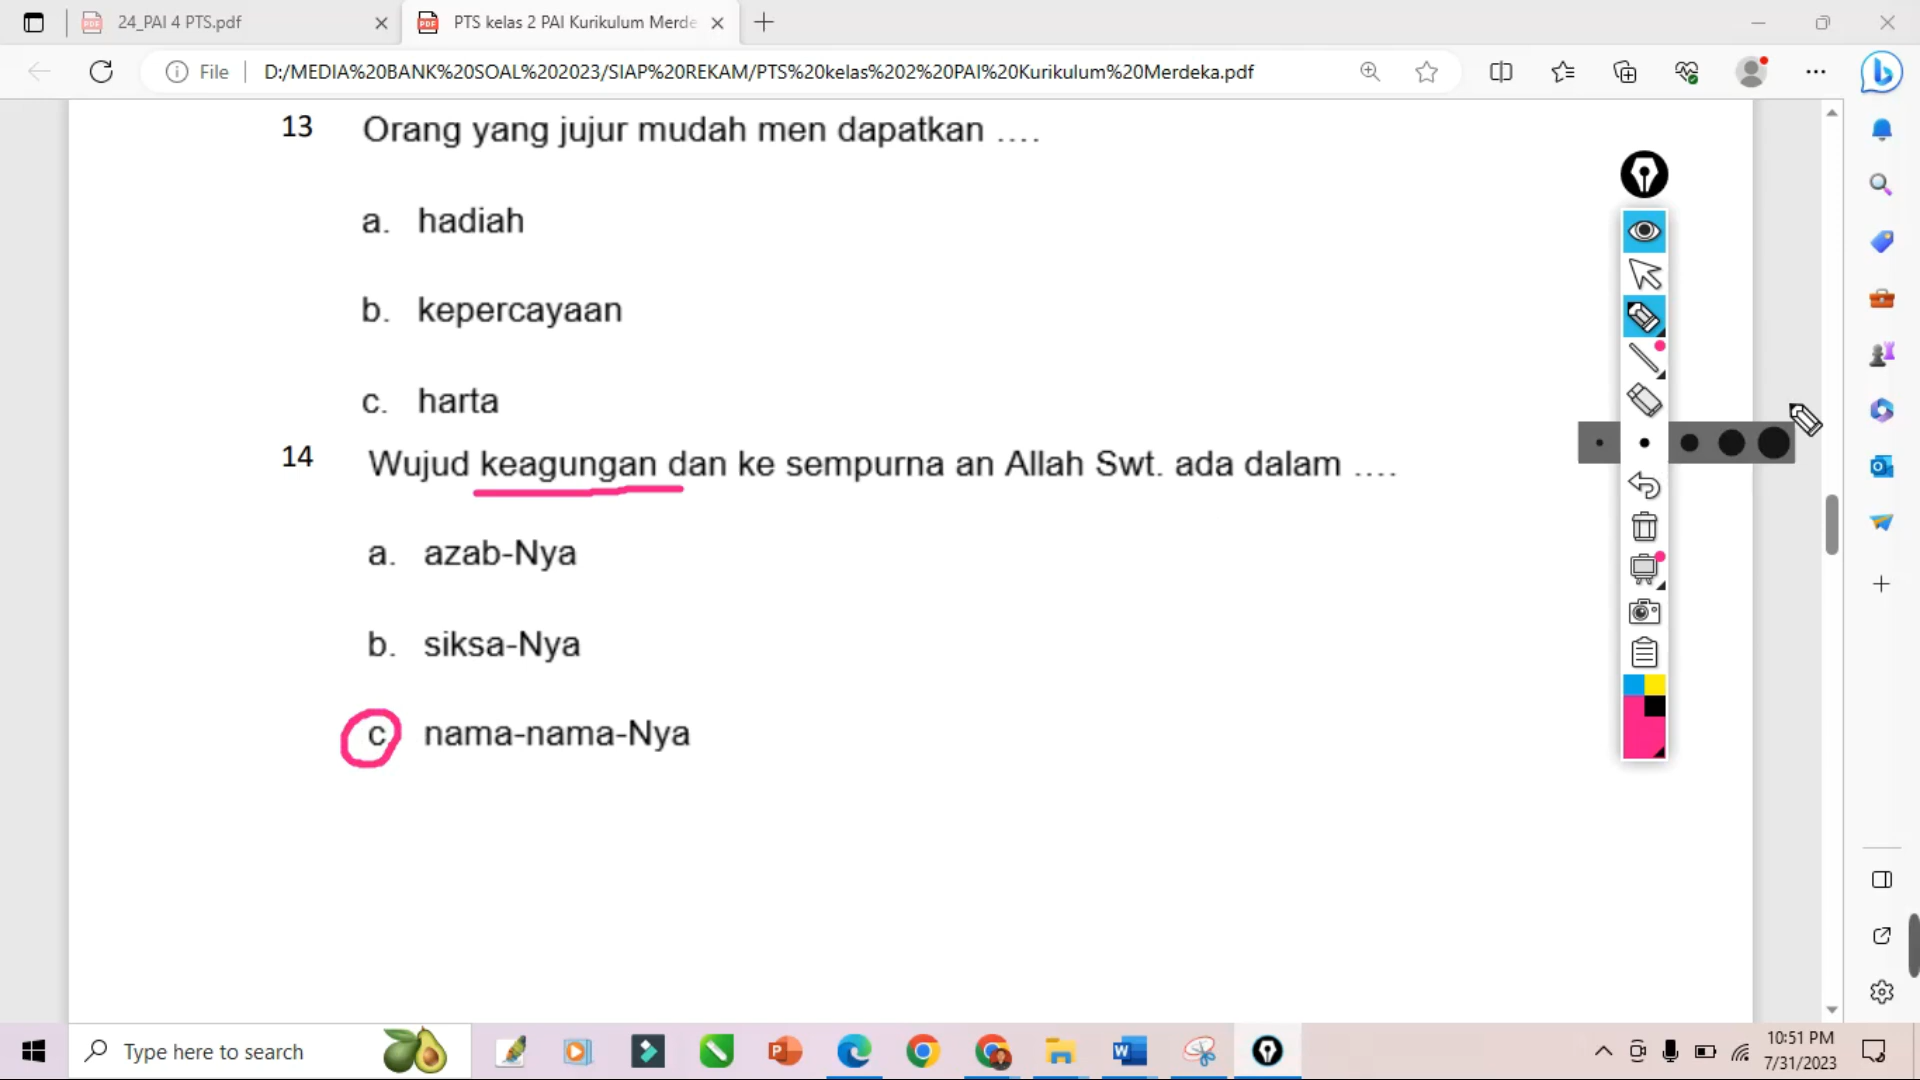 24_PAI 4 PTS.pdf
PTS kelas 2 PAI Kurikulum Merde
File
D:/MEDIA%20BANK%20SOAL%202023/SIAP%20REKAM/PTS%20kelas%202%20PAI%20Kurikulum%20Merdeka.pdf
13 Orang yang jujur mudah men dapatkan ....
a. hadiah
b. kepercayaan
c. harta
14 Wujud keagungan dan ke sempurna an Allah Swt. ada dalam ....
a. azab-Nya
b. siksa-Nya
c. nama-nama-Nya
Type here to search
10:51 PM
7/31/2023